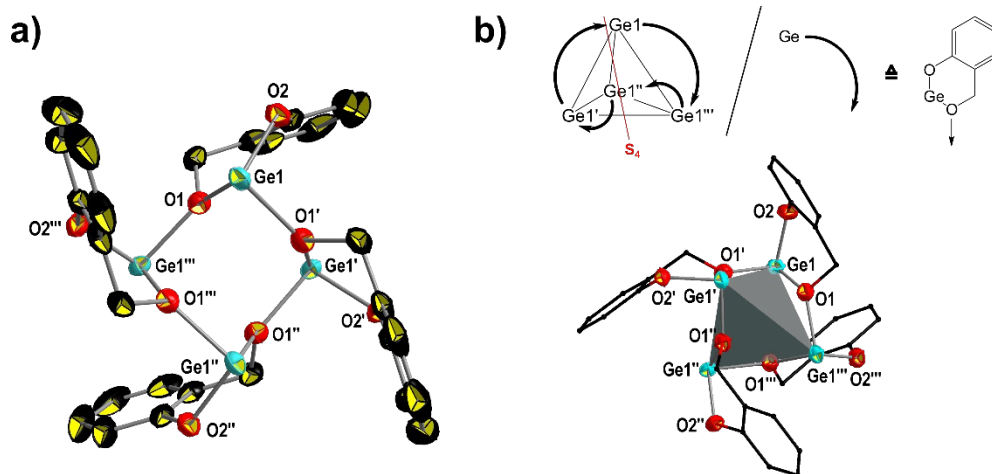 a)
O2
Ge1
O1
O1'
O2'''
Ge1'''
Ge1'
O1''''
O2'
O1''
Ge1''
O2''
b)
Ge1
Ge
O
Ge1''
Ge
O
Ge1'
Ge1'''
S₄
O2
O1'
Ge1
O2'
Ge1'
O1
O1''
Ge1''
O1'''
Ge1'''
O2'''
O2''